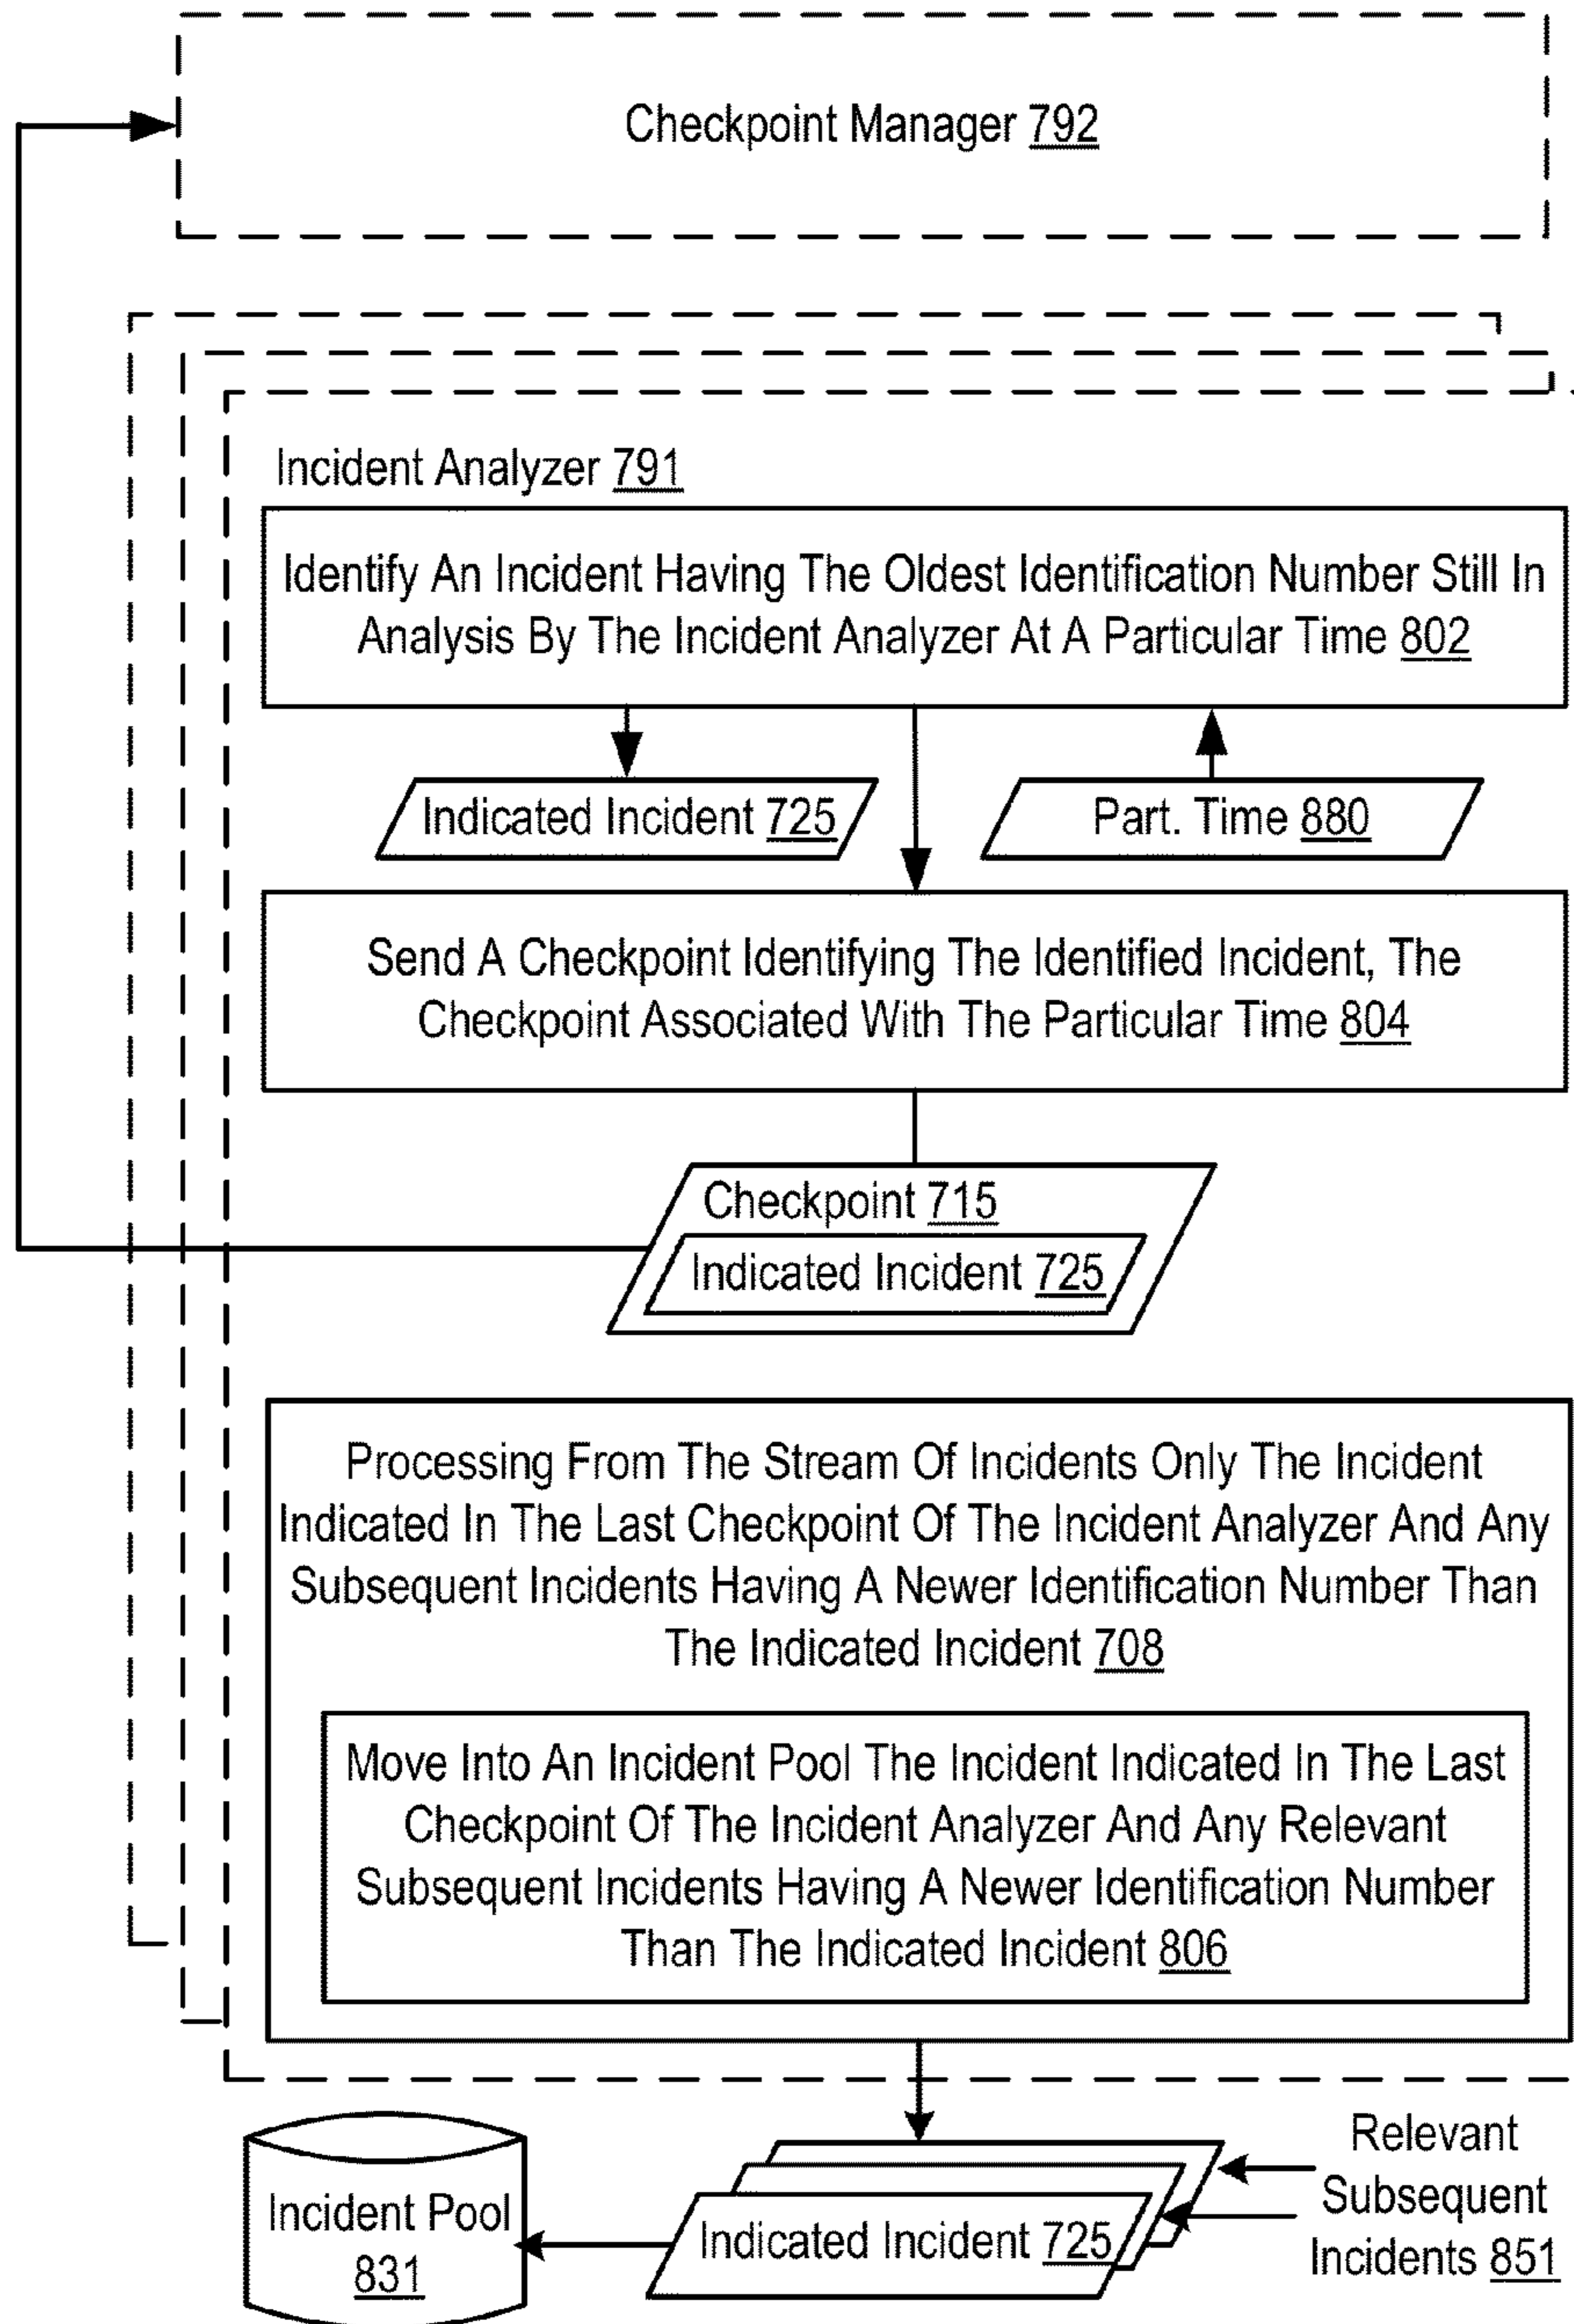 Checkpoint Manager 792
Incident Analyzer 791
Identify An Incident Having The Oldest Identification Number Still In
Analysis By The Incident Analyzer At A Particular Time 802
Indicated Incident 725
Part. Time 880
Send A Checkpoint Identifying The Identified Incident, The
Checkpoint Associated With The Particular Time 804
Checkpoint 715
Indicated Incident 725
Processing From The Stream Of Incidents Only The Incident
Indicated In The Last Checkpoint Of The Incident Analyzer And Any
Subsequent Incidents Having A Newer Identification Number Than
The Indicated Incident 708
Move Into An Incident Pool The Incident Indicated In The Last
Checkpoint Of The Incident Analyzer And Any Relevant
Subsequent Incidents Having A Newer Identification Number
Than The Indicated Incident 806
Incident Pool
831
Indicated Incident 725
Relevant
Subsequent
Incidents 851